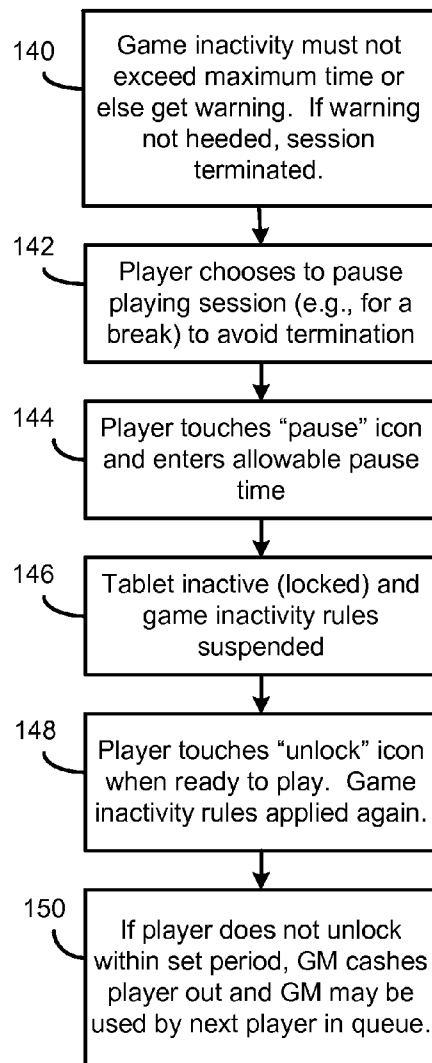 140
Game inactivity must not
exceed maximum time or
else get warning.  If warning
not heeded, session
terminated.
142
Player chooses to pause
playing session (e.g., for a
break) to avoid termination
144
Player touches “pause” icon
and enters allowable pause
time
146
Tablet inactive (locked) and
game inactivity rules
suspended
148
Player touches “unlock” icon
when ready to play.  Game
inactivity rules applied again.
150
If player does not unlock
within set period, GM cashes
player out and GM may be
used by next player in queue.